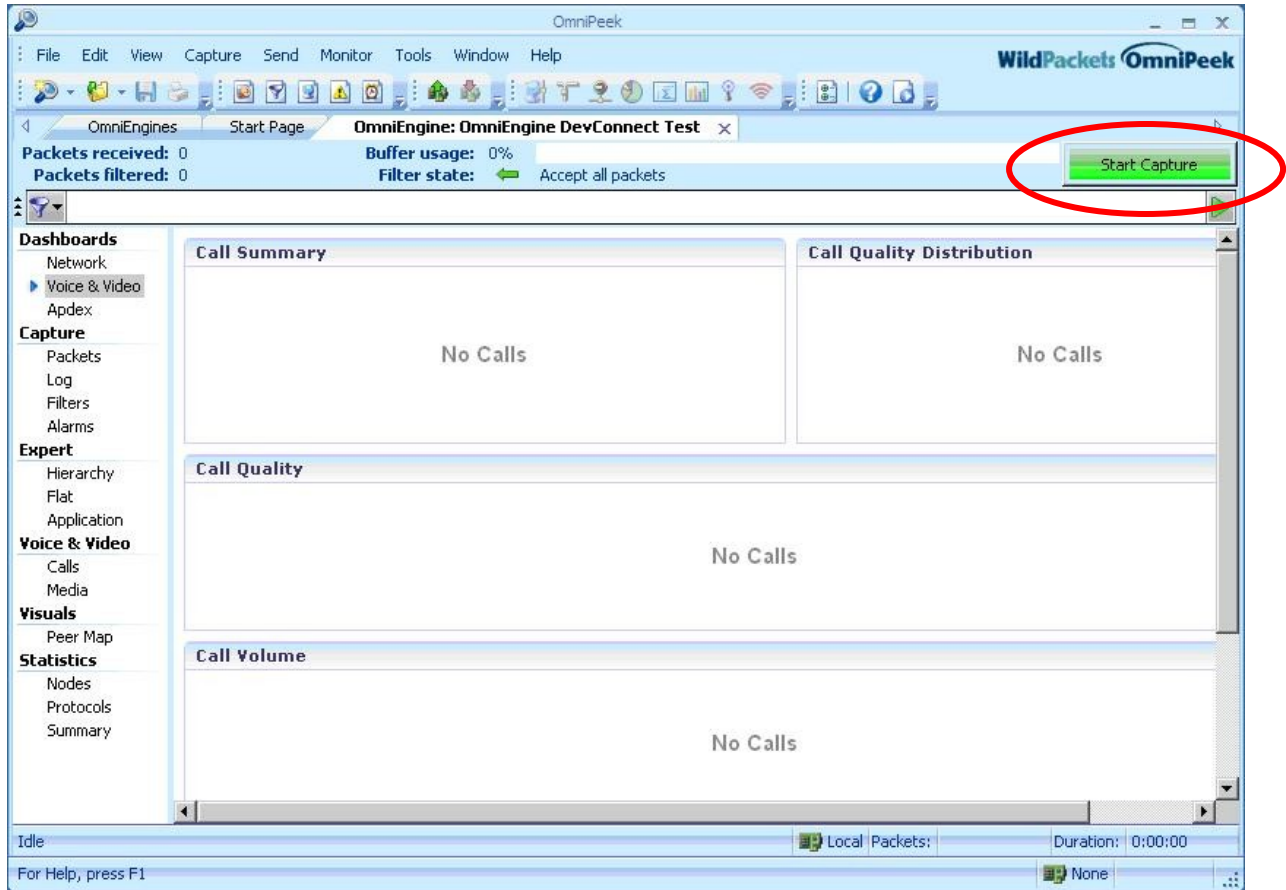 OmniPeek
File Edit View Capture Send Monitor Tools Window Help
WildPackets OmniPeek
OmniEngines Start Page OmniEngine: OmniEngine DevConnect Test
Packets received: 0 Buffer usage: 0%
Packets filtered: 0 Filter state: Accept all packets
Start Capture
Dashboards
Network
Voice & Video
Apdex
Capture
Packets
Log
Filters
Alarms
Expert
Hierarchy
Flat
Application
Voice & Video
Calls
Media
Visuals
Peer Map
Statistics
Nodes
Protocols
Summary
Call Summary
No Calls
Call Quality Distribution
No Calls
Call Quality
No Calls
Call Volume
No Calls
Idle Local Packets: Duration: 0:00:00
For Help, press F1 None